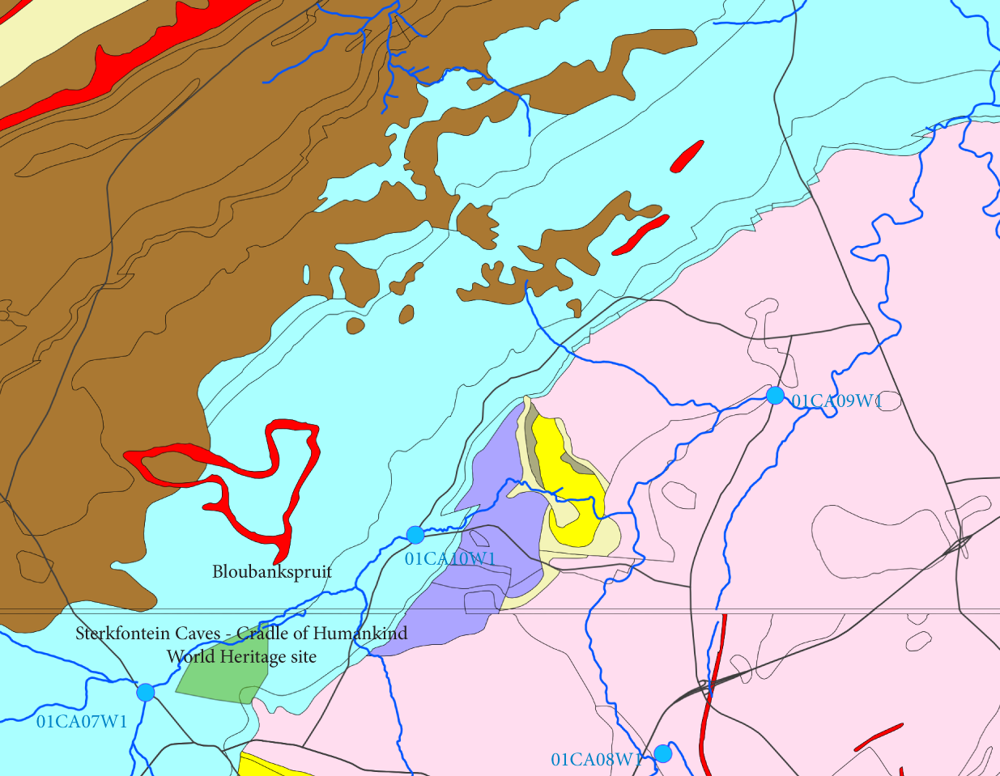 01CA09W1
01CA10W1
Bloubankspruit
Sterkfontein Caves - Cradle of Humankind
World Heritage site
01CA07W1
01CA08W1